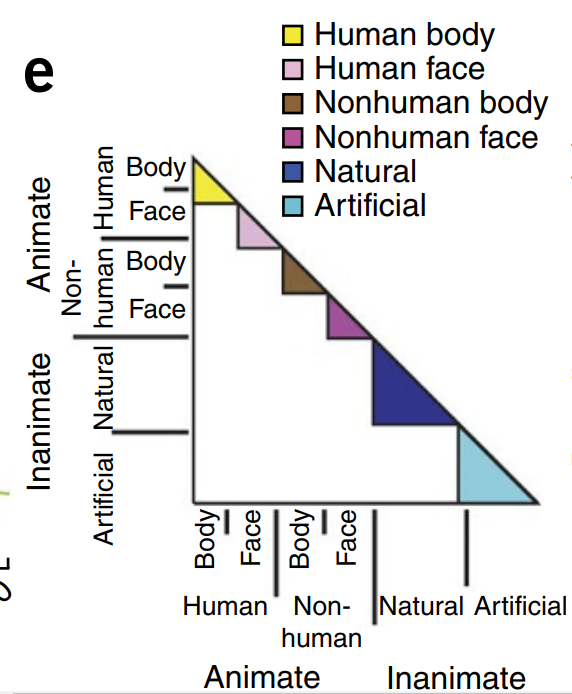 e
Human body
Human face
Nonhuman body
Nonhuman face
Natural
Artificial
Animate
Inanimate
Human
Non-
human
Natural
Artificial
Body
Face
Body
Face
Body
Face
Body
Face
Human
Non-
human
Natural
Artificial
Animate
Inanimate